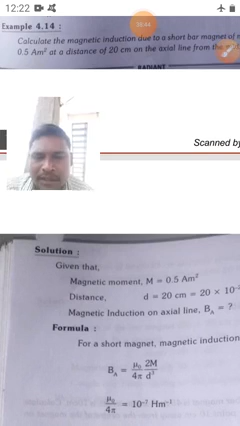 12:22
Example 4.14 :
Calculate the magnetic induction due to a short bar magnet of
0.5 Am² at a distance of 20 cm on the axial line from the
RADIANT
Scanned by
Solution :
Given that,
Magnetic moment, M = 0.5 Am²
Distance, d = 20 cm = 20 × 10⁻²
Magnetic Induction on axial line, B_A = ?
Formula :
For a short magnet, magnetic induction
B_A = μ₀/4π 2M/d³
μ₀/4π = 10⁻⁷ Hm⁻¹